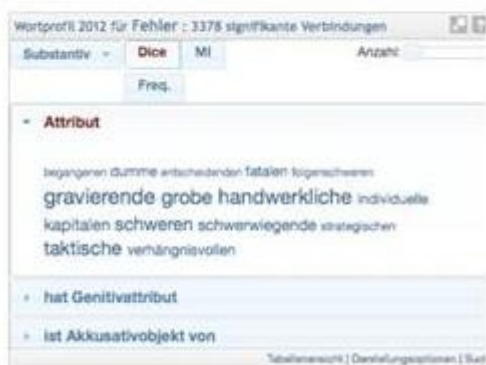 Wortprofil 2012 für Fehler : 3378 signifikante Verbindungen
Substantiv Dice MI Anzahl:
Freq.
Attribut
begangenen dumme entscheidenden fatalen folgenschweren
gravierende grobe handwerkliche individuelle
kapitalen schweren schwerwiegende strategischen
taktische verhängnisvollen
hat Genitivattribut
ist Akkusativobjekt von
Tabellenansicht | Darstellungsoptionen |